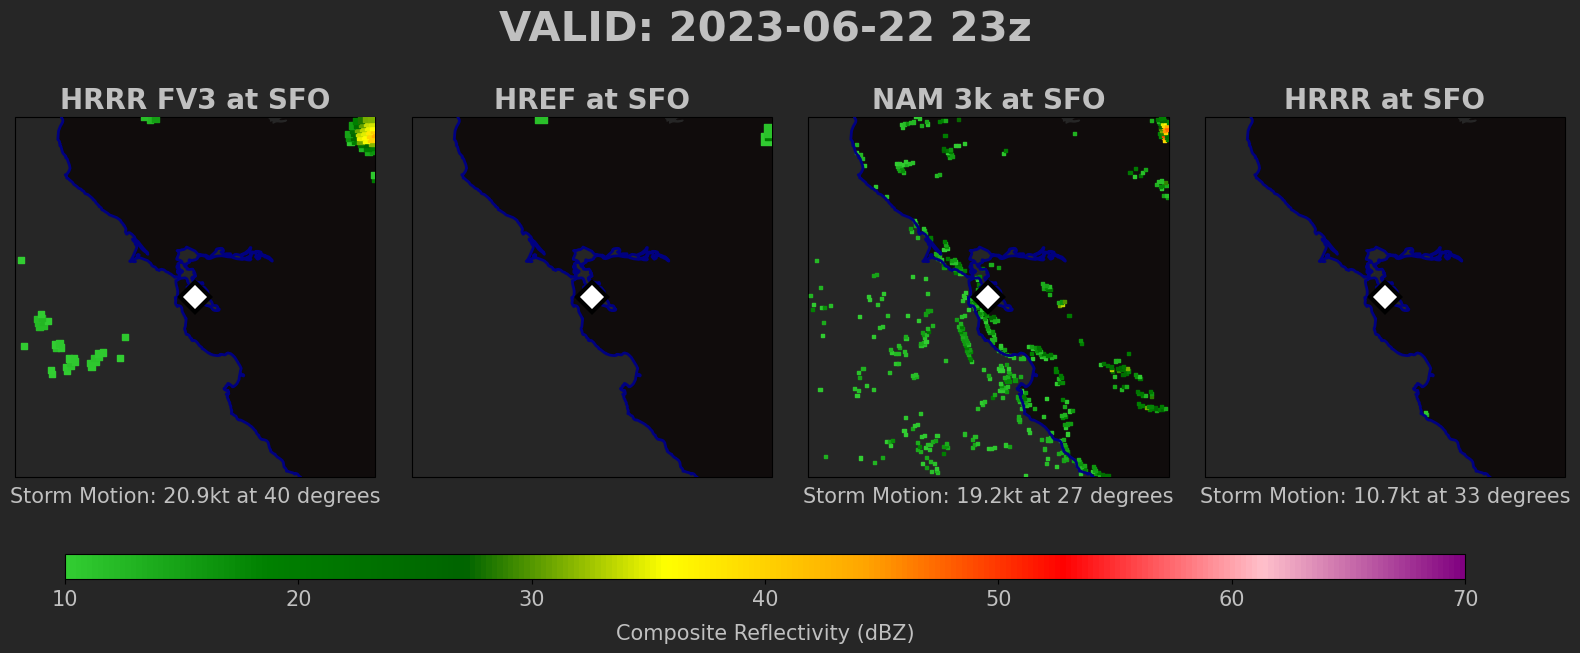 VALID: 2023-06-22 23z
HRRR FV3 at SFO
HREF at SFO
NAM 3k at SFO
HRRR at SFO
Storm Motion: 20.9kt at 40 degrees
Storm Motion: 19.2kt at 27 degrees
Storm Motion: 10.7kt at 33 degrees
10 20 30 40 50 60 70
Composite Reflectivity (dBZ)